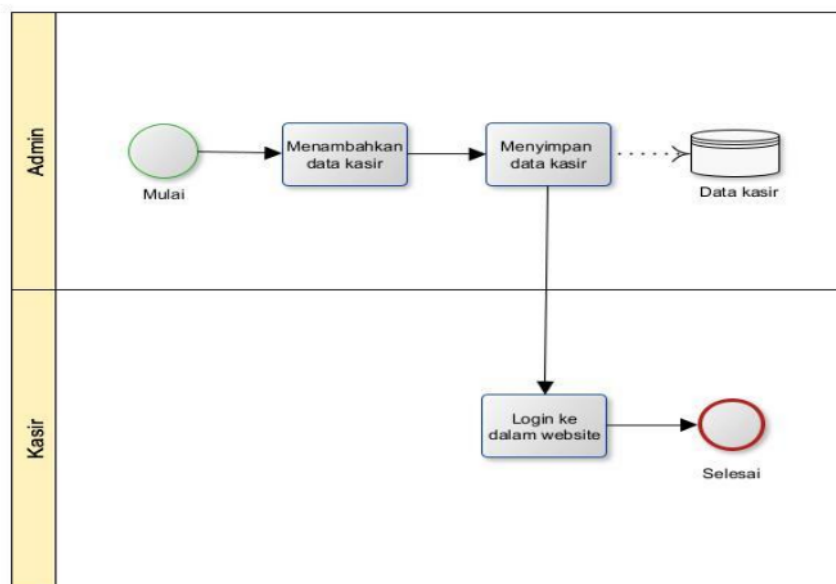 Admin
Mulai
Menambahkan
data kasir
Menyimpan
data kasir
Data kasir
Kasir
Login ke
dalam website
Selesai